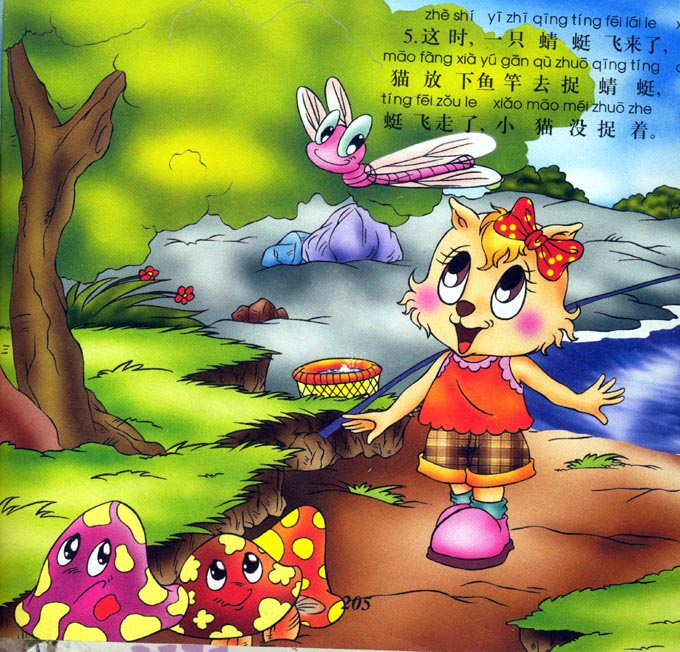 zhè shí yī zhī qīng tíng fēi lái le
5.这时,一只蜻蜓飞来了,
māo fàng xià yú gān qù zhuō qīng tíng
猫放下鱼竿去捉蜻蜓,
tíng fēi zǒu le xiǎo māo méi zhuō zhe
蜓飞走了,小猫没捉着。
205